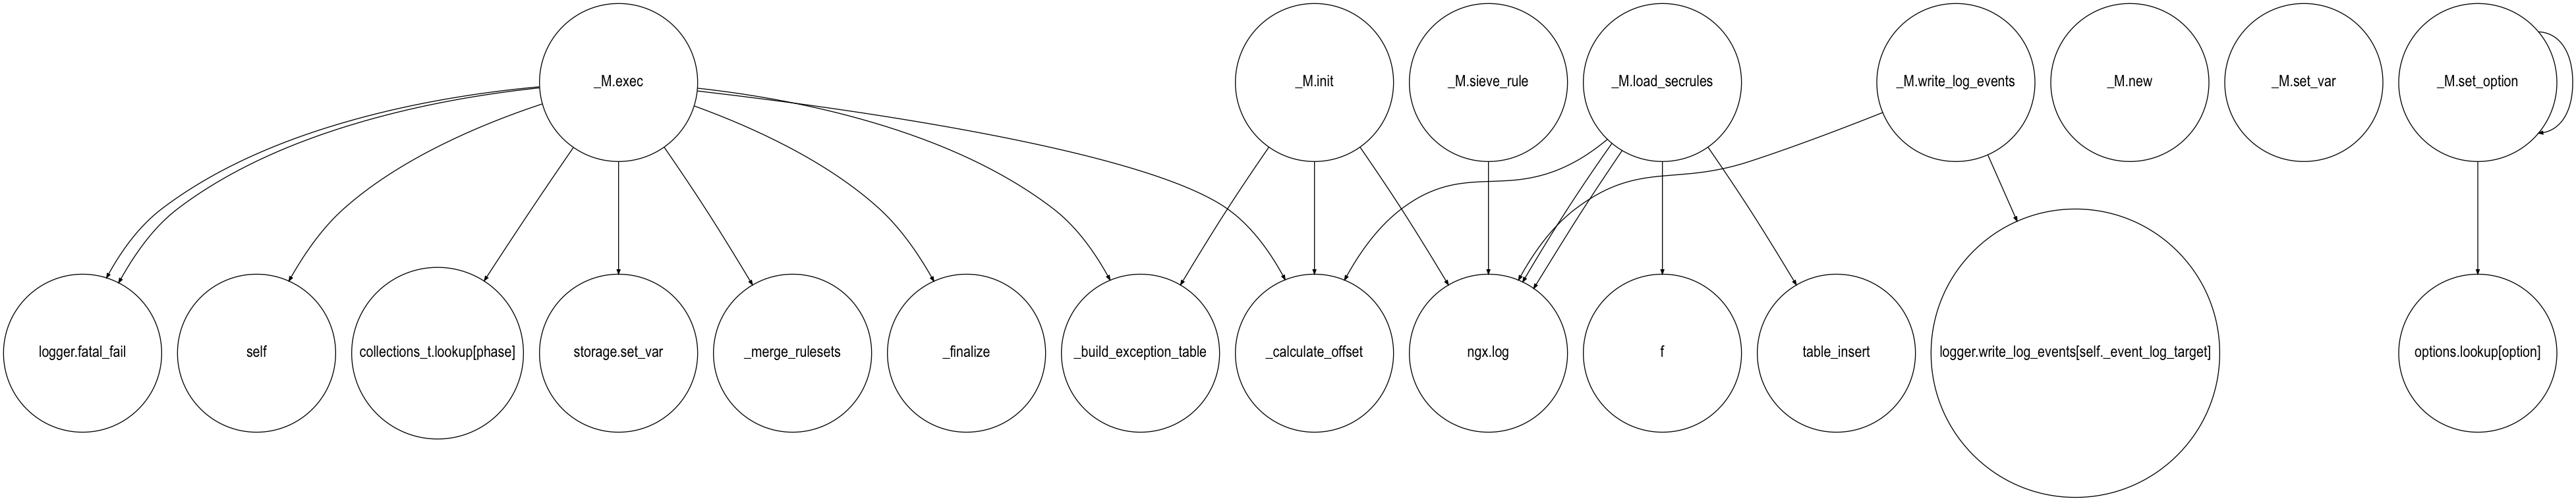 _M.exec
_M.init
_M.sieve_rule
_M.load_secrules
_M.write_log_events
_M.new
_M.set_var
_M.set_option
logger.fatal_fail
self
collections_t.lookup[phase]
storage.set_var
_merge_rulesets
_finalize
_build_exception_table
_calculate_offset
ngx.log
f
table_insert
logger.write_log_events[self._event_log_target]
options.lookup[option]